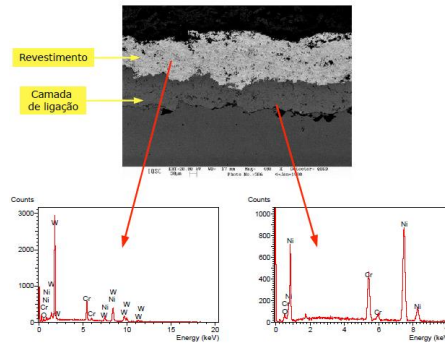 Revestimento
Camada
de ligação
Counts
3000
2000
1000
0
W
W
Ni
Ni
Cr
O
W
Cr
Cr
Ni
W
W
Ni
W
W
W
W
0
5
10
15
20
Energy (keV)
Counts
1000
800
600
400
200
0
Ni
Ni
Cr
O
Cr
Cr
Ni
Ni
0
2
4
6
8
Energy (keV)